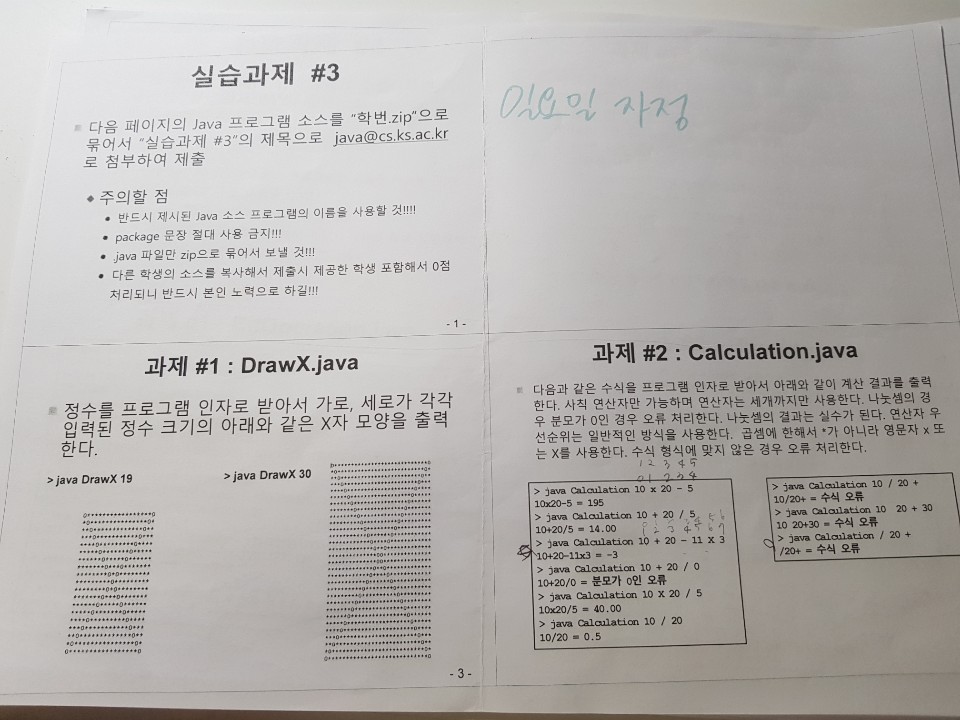 실습과제 #3
다음 페이지의 Java 프로그램 소스를 “학번.zip”으로
묶어서 “실습과제 #3”의 제목으로 java@cs.ks.ac.kr
로 첨부하여 제출
주의할 점
반드시 제시된 Java 소스 프로그램의 이름을 사용할 것!!!!
package 문장 절대 사용 금지!!!
.java 파일만 zip으로 묶어서 보낼 것!!!
다른 학생의 소스를 복사해서 제출시 제공한 학생 포함해서 0점
처리되니 반드시 본인 노력으로 하길!!!
- 1 -
일요일 자정
과제 #1 : DrawX.java
정수를 프로그램 인자로 받아서 가로, 세로가 각각
입력된 정수 크기의 아래와 같은 X자 모양을 출력
한다.
> java DrawX 19
> java DrawX 30
- 3 -
과제 #2 : Calculation.java
다음과 같은 수식을 프로그램 인자로 받아서 아래와 같이 계산 결과를 출력
한다. 사칙 연산자만 가능하며 연산자는 세개까지만 사용한다. 나눗셈의 경
우 분모가 0인 경우 오류 처리한다. 나눗셈의 결과는 실수가 된다. 연산자 우
선순위는 일반적인 방식을 사용한다. 곱셈에 한해서 *가 아니라 영문자 x 또
는 X를 사용한다. 수식 형식에 맞지 않은 경우 오류 처리한다.
1 2 3 4 5
0 1 2 3 4
> java Calculation 10 x 20 - 5
10x20-5 = 195
> java Calculation 10 + 20 / 5
10+20/5 = 14.00
> java Calculation 10 + 20 - 11 X 3
10+20-11x3 = -3
> java Calculation 10 + 20 / 0
10+20/0 = 분모가 0인 오류
> java Calculation 10 X 20 / 5
10x20/5 = 40.00
> java Calculation 10 / 20
10/20 = 0.5
> java Calculation 10 / 20 +
10/20+ = 수식 오류
> java Calculation 10 20 + 30
10 20+30 = 수식 오류
> java Calculation / 20 +
/20+ = 수식 오류